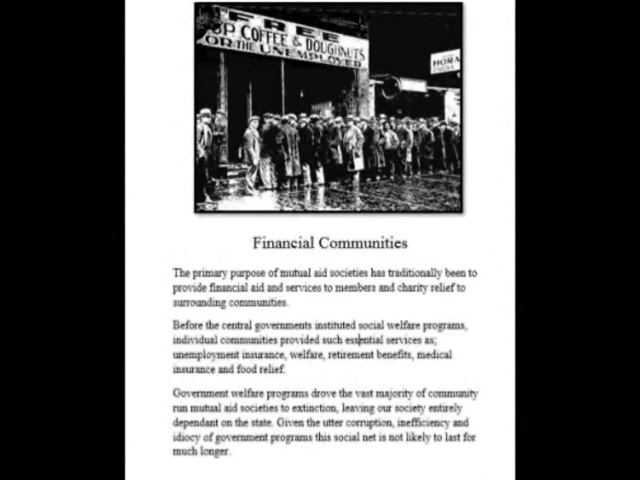 FREE
UP COFFEE & DOUGHNUTS
FOR THE UNEMPLOYED
Financial Communities
The primary purpose of mutual aid societies has traditionally been to
provide financial aid and services to members and charity relief to
surrounding communities.
Before the central governments instituted social welfare programs,
individual communities provided such essential services as;
unemployment insurance, welfare, retirement benefits, medical
insurance and food relief.
Government welfare programs drove the vast majority of community
run mutual aid societies to extinction, leaving our society entirely
dependant on the state. Given the utter corruption, inefficiency and
idiocy of government programs this social net is not likely to last for
much longer.